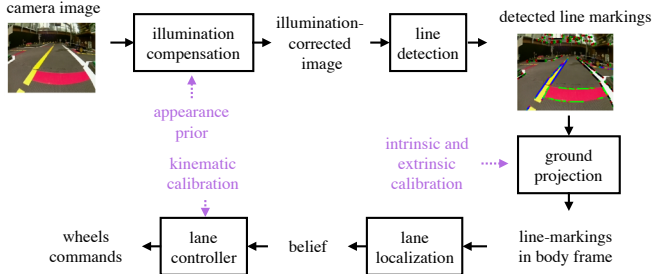 camera image
illumination
compensation
illumination-
corrected
image
line
detection
detected line markings
appearance
prior
kinematic
calibration
intrinsic and
extrinsic
calibration
ground
projection
wheels
commands
lane
controller
belief
lane
localization
line-markings
in body frame